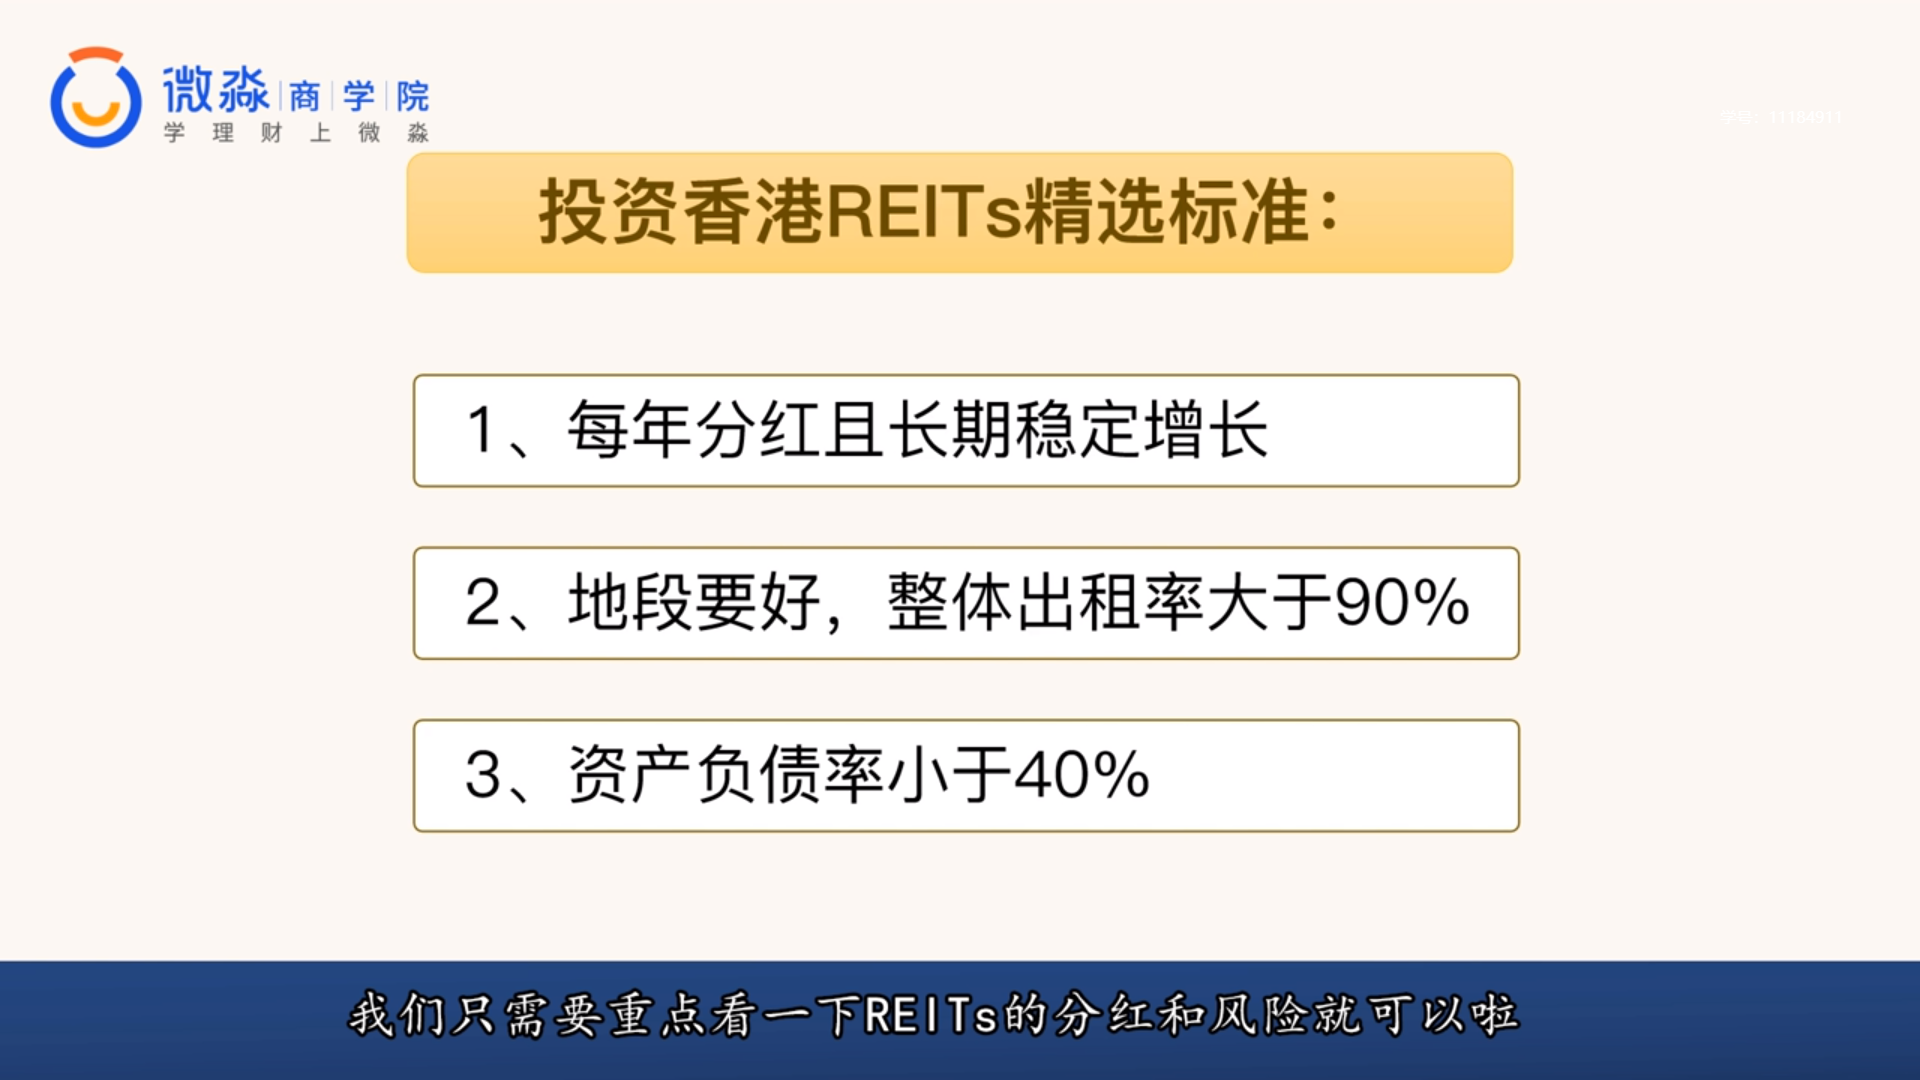 微淼商学院
学理财上微淼
学号：11184911
投资香港REITs精选标准：
1、每年分红且长期稳定增长
2、地段要好，整体出租率大于90%
3、资产负债率小于40%
我们只需要重点看一下REITs的分红和风险就可以啦